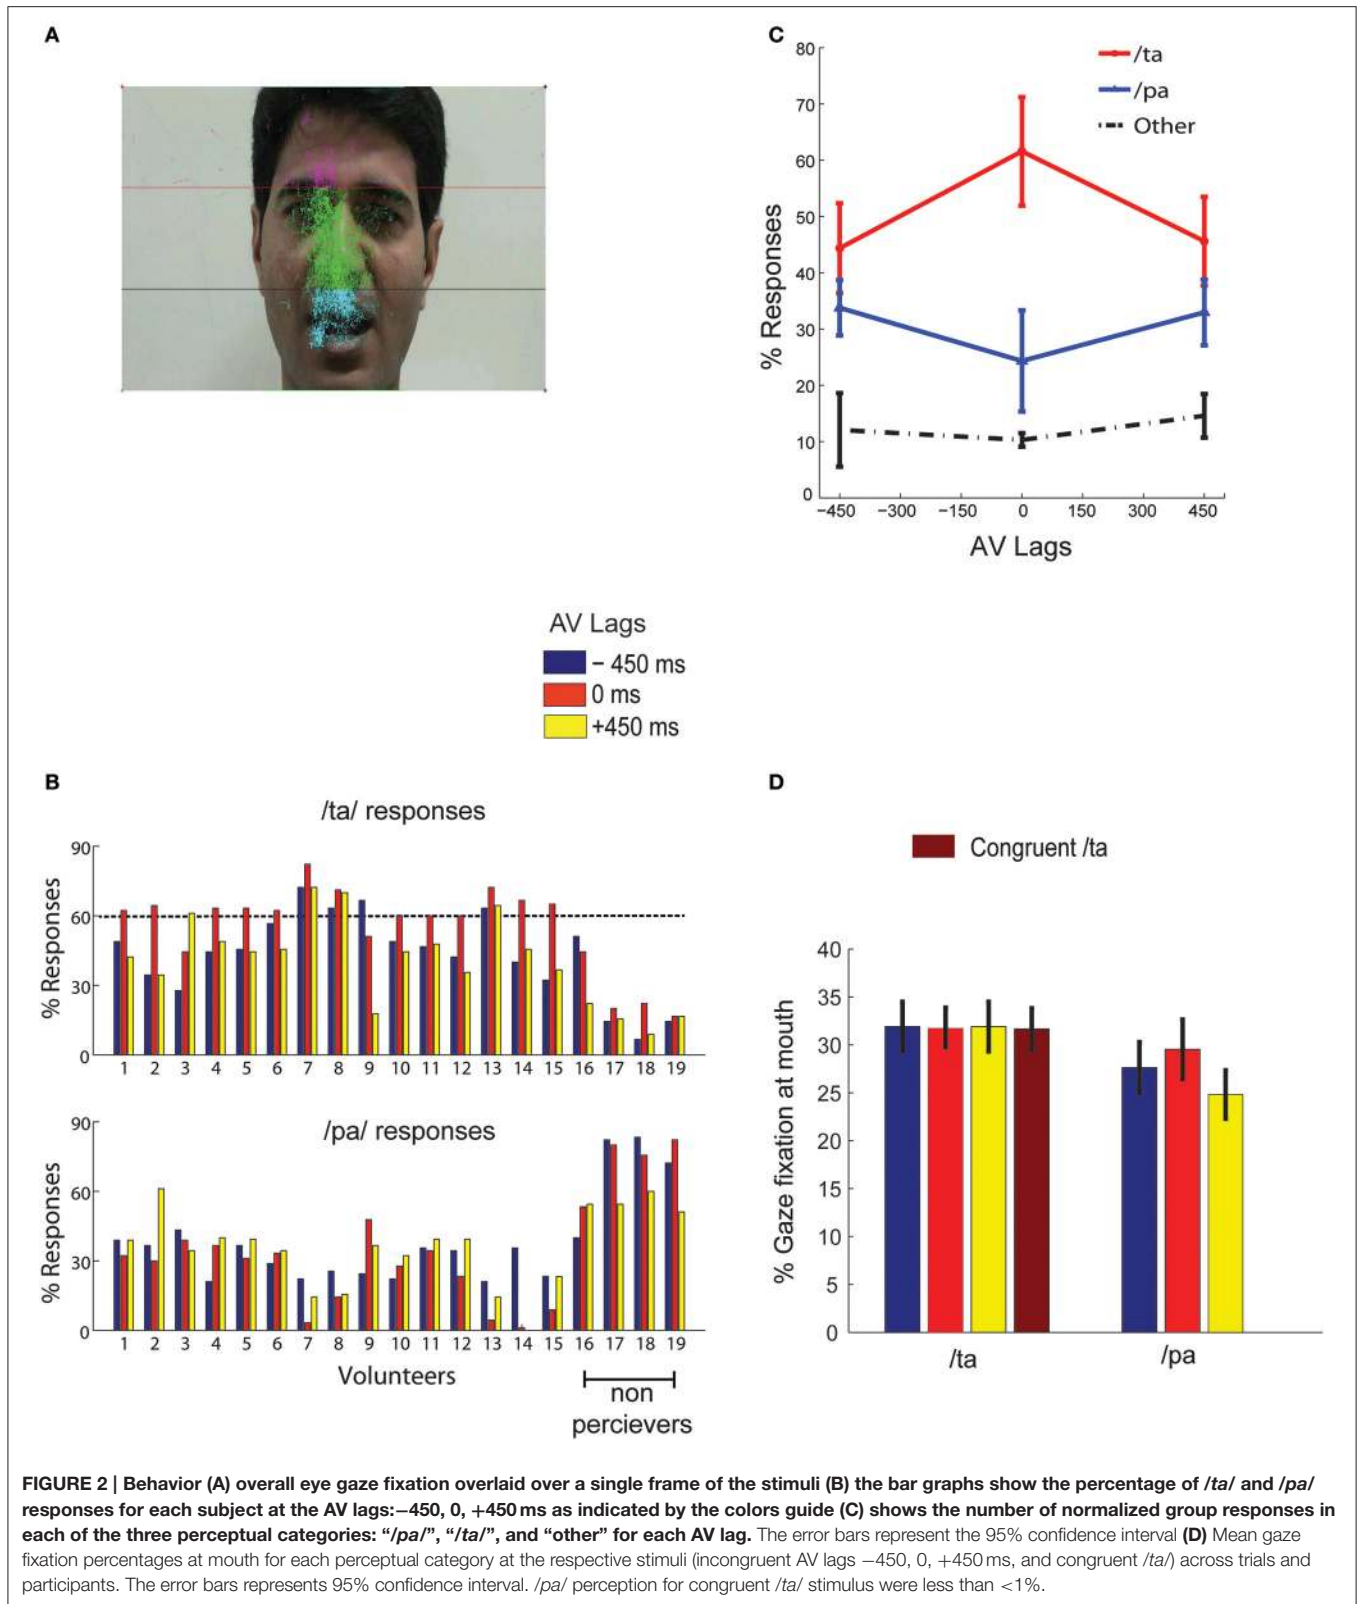 A
C
80
70
60
50
40
30
20
10
0
% Responses
/ta
/pa
Other
−450 −300 −150 0 150 300 450
AV Lags
AV Lags
− 450 ms
0 ms
+450 ms
B
/ta/ responses
90
60
30
0
% Responses
1 2 3 4 5 6 7 8 9 10 11 12 13 14 15 16 17 18 19
/pa/ responses
90
60
30
0
% Responses
1 2 3 4 5 6 7 8 9 10 11 12 13 14 15 16 17 18 19
Volunteers
non
percievers
D
Congruent /ta
40
35
30
25
20
15
10
5
0
% Gaze fixation at mouth
/ta /pa
FIGURE 2 | Behavior (A) overall eye gaze fixation overlaid over a single frame of the stimuli (B) the bar graphs show the percentage of /ta/ and /pa/
responses for each subject at the AV lags:−450, 0, +450 ms as indicated by the colors guide (C) shows the number of normalized group responses in
each of the three perceptual categories: “/pa/”, “/ta/”, and “other” for each AV lag. The error bars represent the 95% confidence interval (D) Mean gaze
fixation percentages at mouth for each perceptual category at the respective stimuli (incongruent AV lags −450, 0, +450 ms, and congruent /ta/) across trials and
participants. The error bars represents 95% confidence interval. /pa/ perception for congruent /ta/ stimulus were less than <1%.